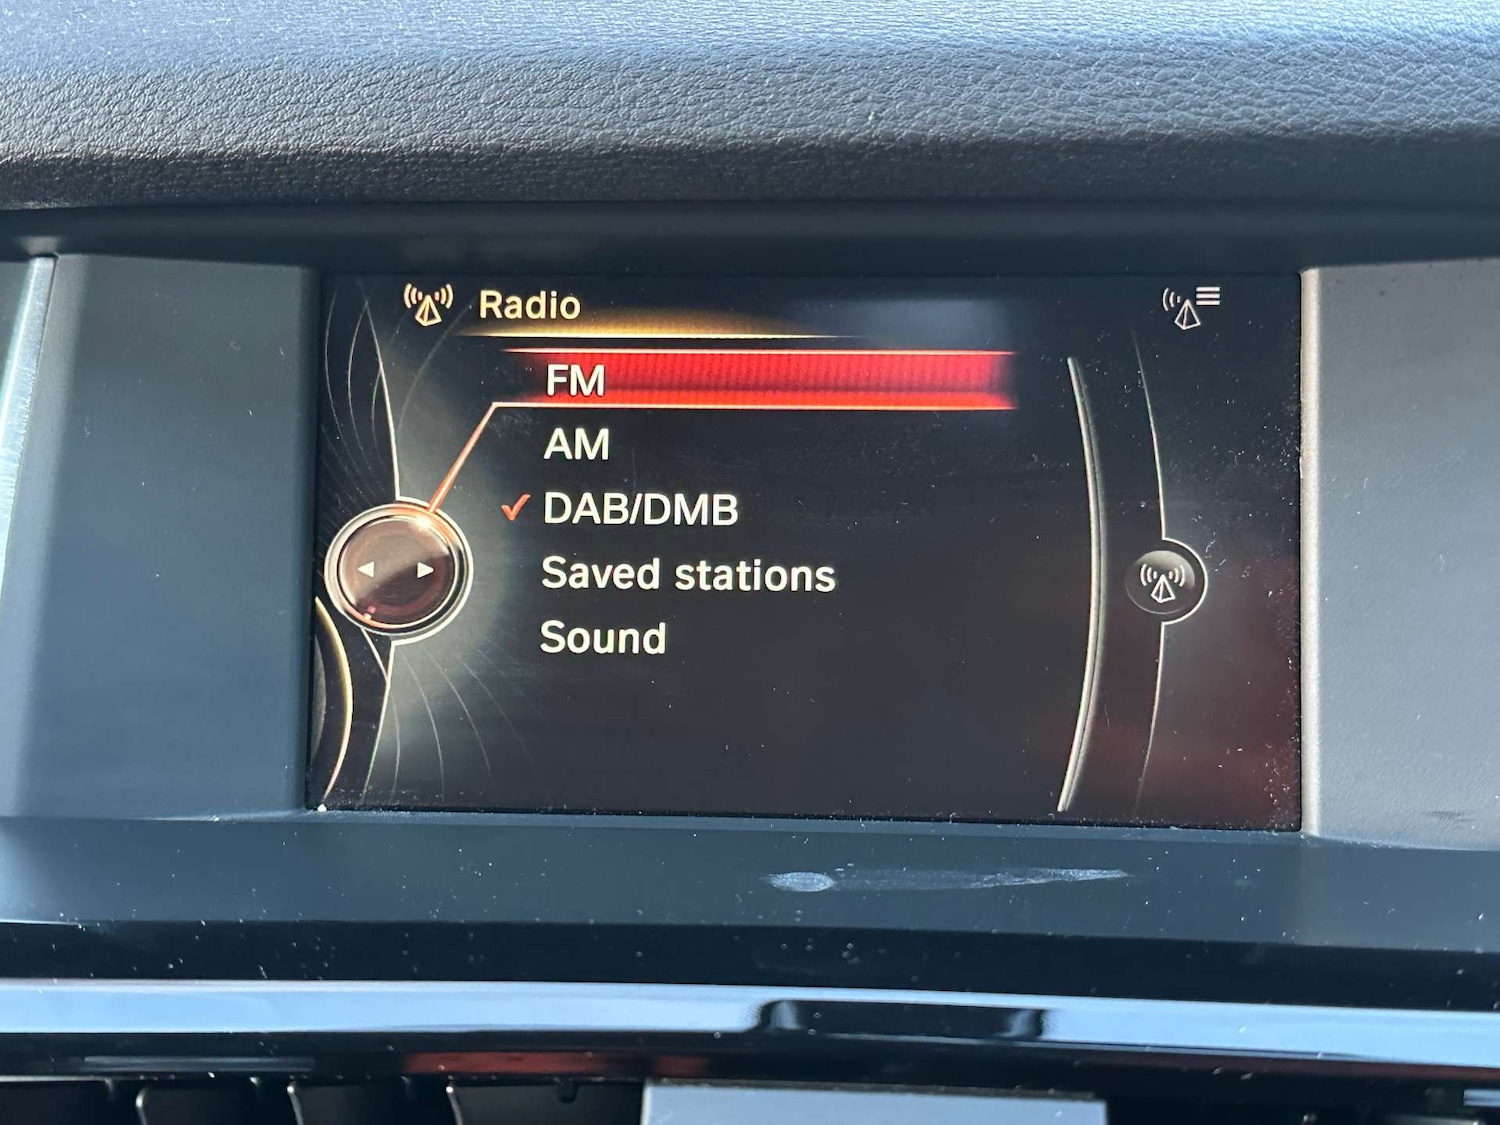 Radio
FM
AM
DAB/DMB
Saved stations
Sound